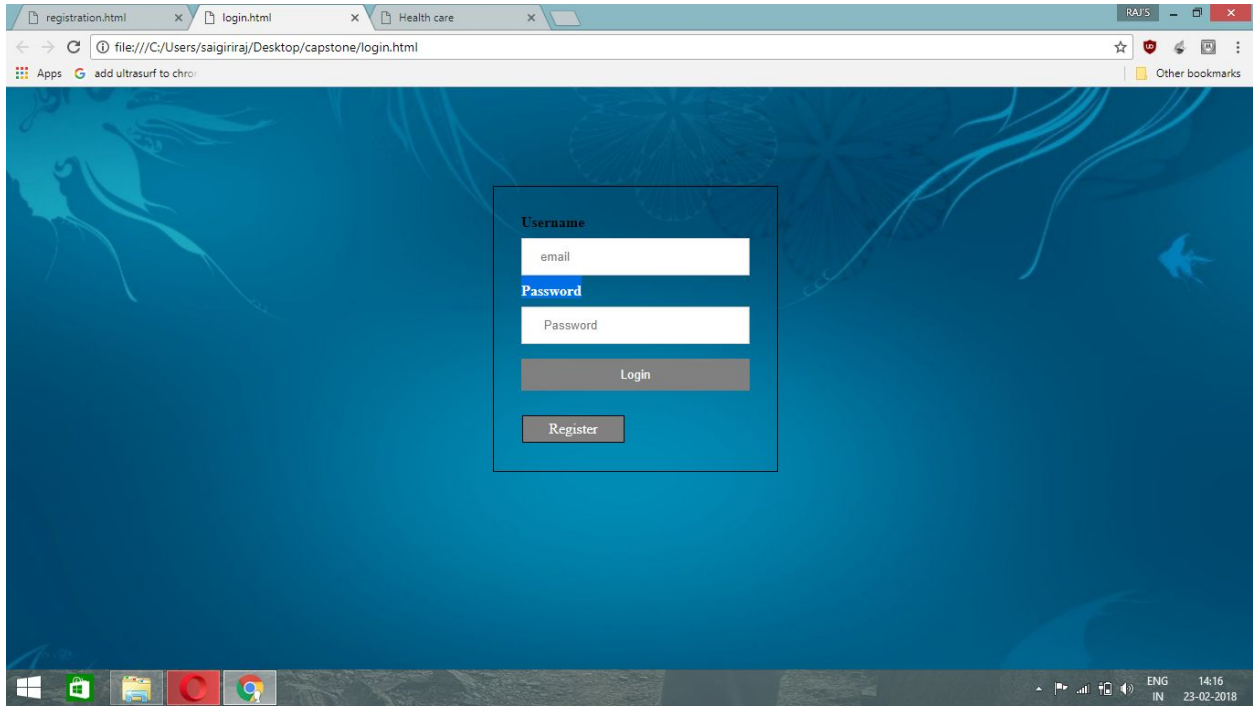 registration.html
login.html
Health care
RAJ'S
file:///C:/Users/saigiriraj/Desktop/capstone/login.html
Apps
add ultrasurf to chro
Other bookmarks
Username
email
Password
Password
Login
Register
ENG
14:16
IN
23-02-2018